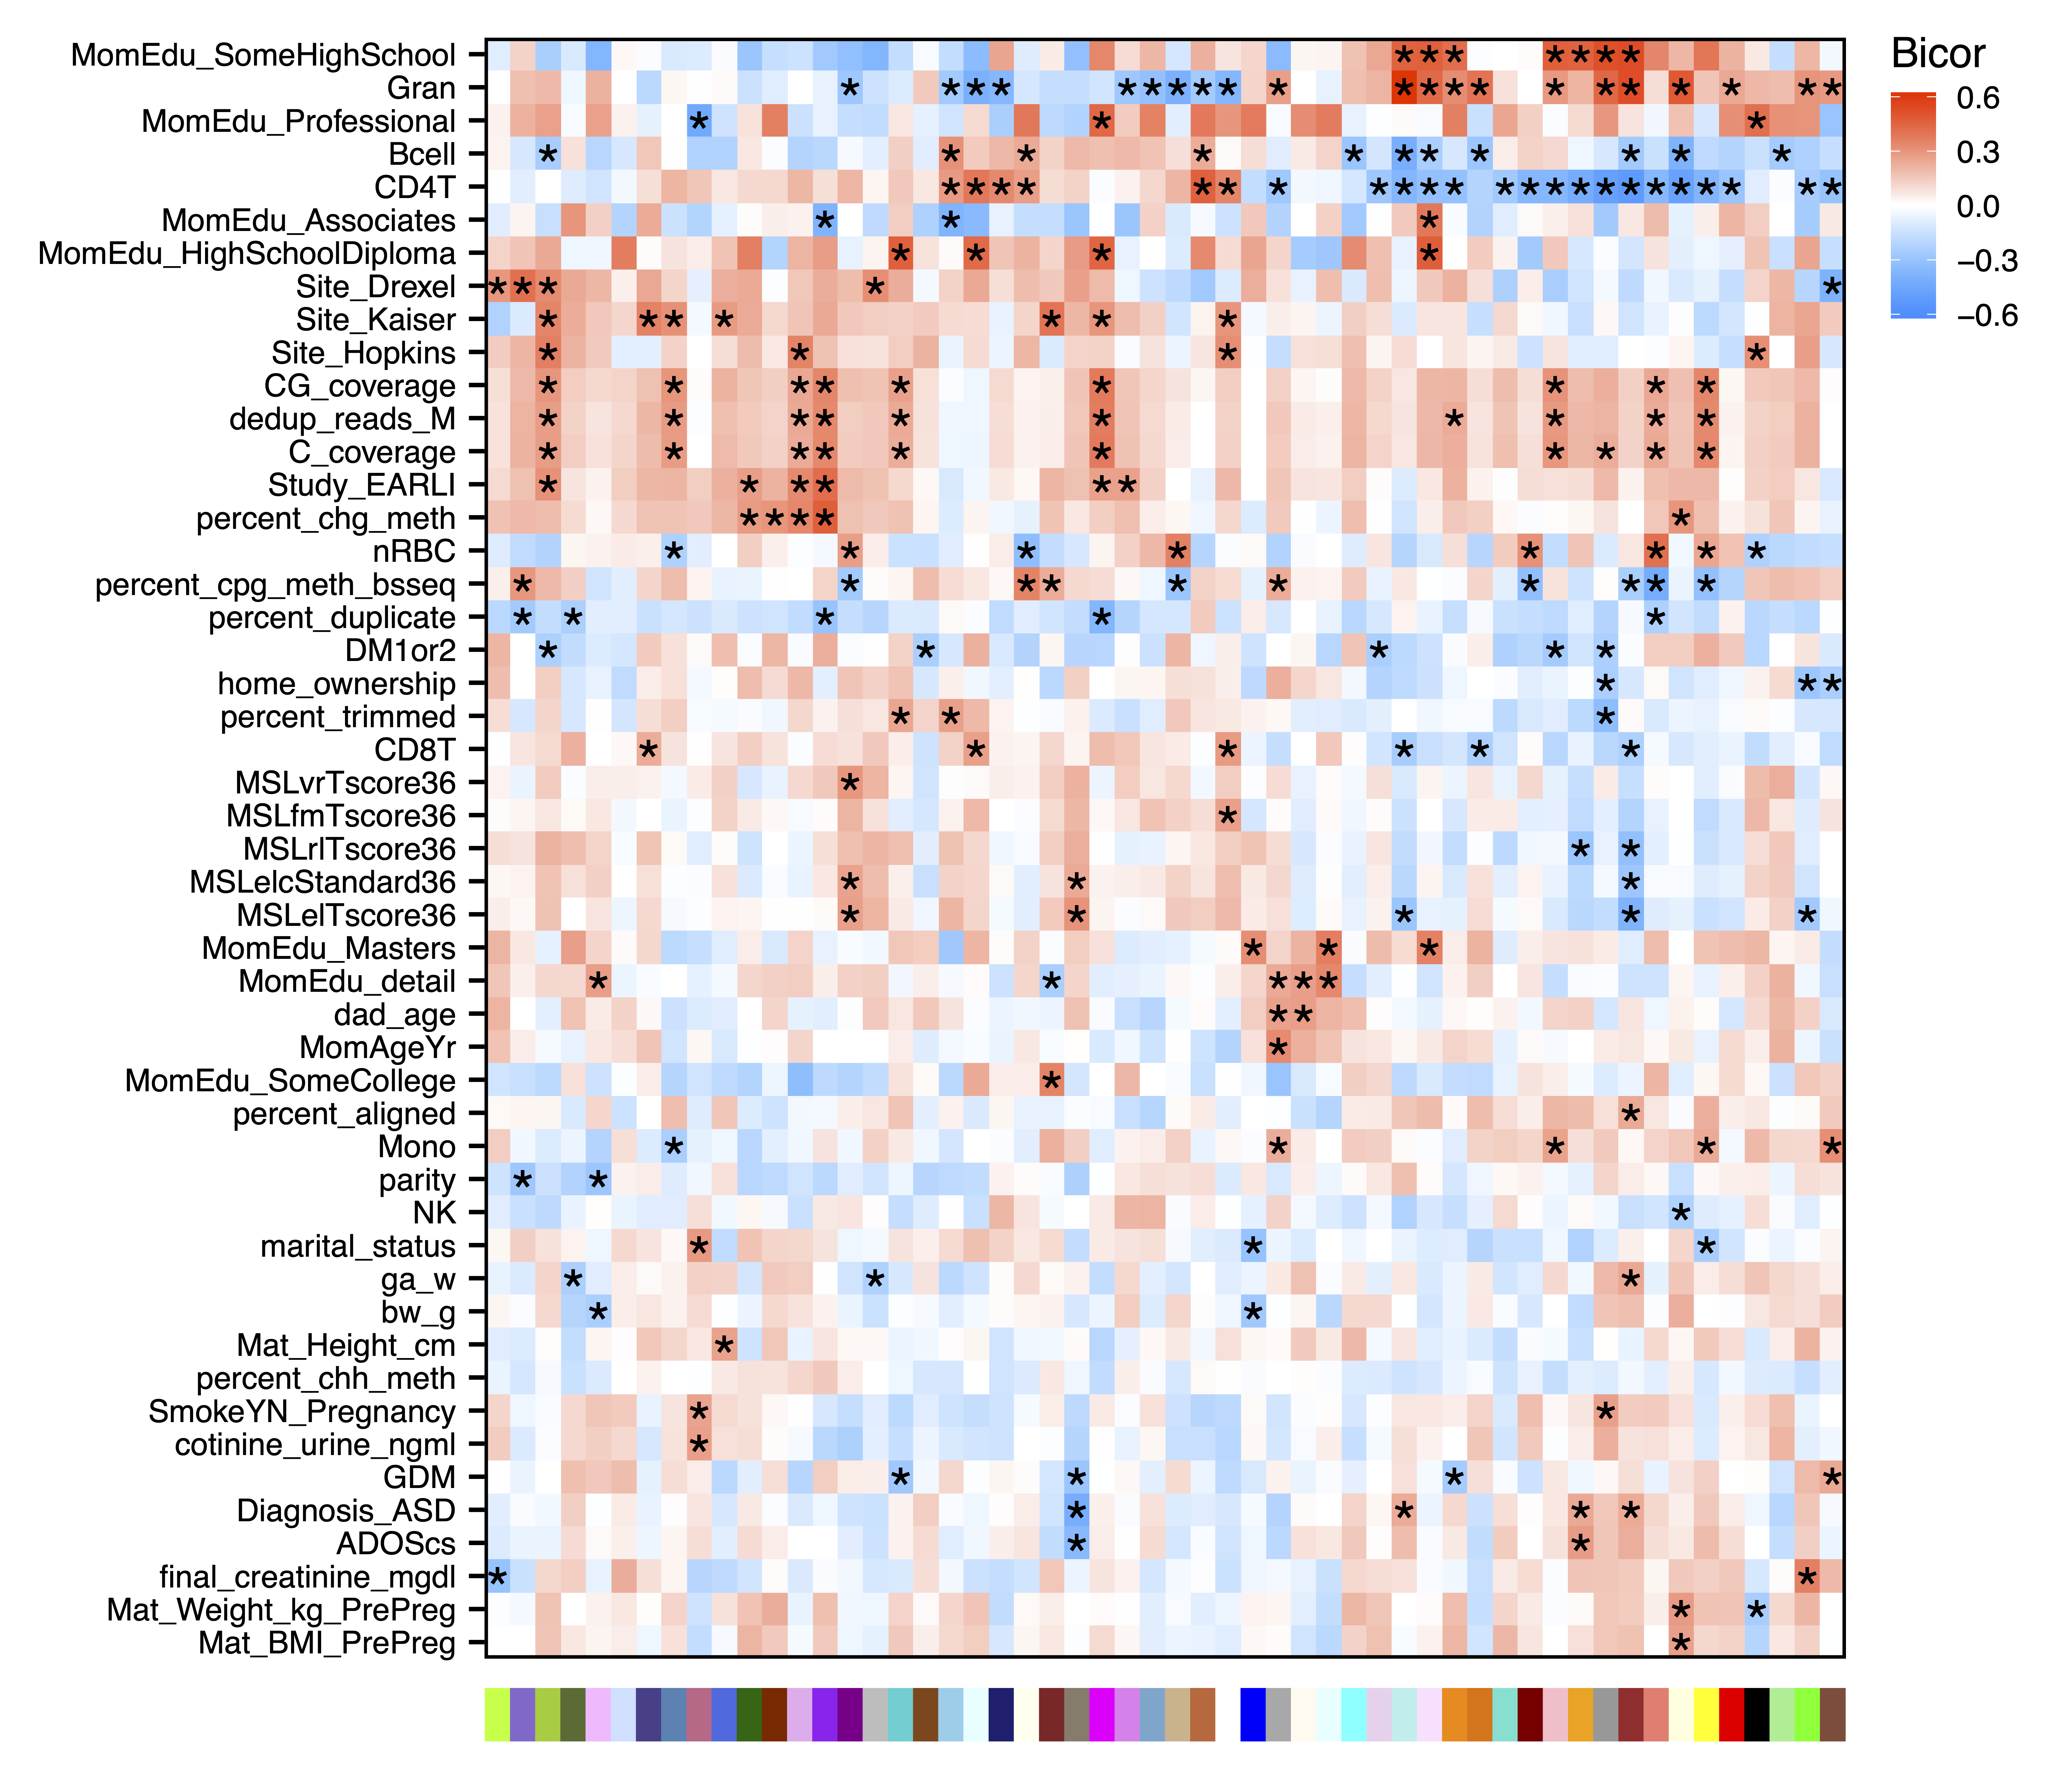 MomEdu_SomeHighSchool
Gran
MomEdu_Professional
Bcell
CD4T
MomEdu_Associates
MomEdu_HighSchoolDiploma
Site_Drexel
Site_Kaiser
Site_Hopkins
CG_coverage
dedup_reads_M
C_coverage
Study_EARLI
percent_chg_meth
nRBC
percent_cpg_meth_bsseq
percent_duplicate
DM1or2
home_ownership
percent_trimmed
CD8T
MSLvrTscore36
MSLfmTscore36
MSLrlTscore36
MSLelcStandard36
MSLelTscore36
MomEdu_Masters
MomEdu_detail
dad_age
MomAgeYr
MomEdu_SomeCollege
percent_aligned
Mono
parity
NK
marital_status
ga_w
bw_g
Mat_Height_cm
percent_chh_meth
SmokeYN_Pregnancy
cotinine_urine_ngml
GDM
Diagnosis_ASD
ADOScs
final_creatinine_mgdl
Mat_Weight_kg_PrePreg
Mat_BMI_PrePreg
Bicor
0.6
0.3
0.0
−0.3
−0.6